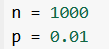 n = 1000
p = 0.01